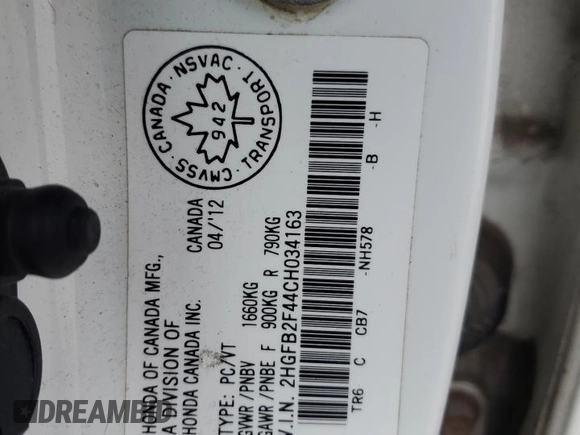 CMVSS · CANADA · NSVAC · TRANSPORT
942
HONDA OF CANADA MFG.,
A DIVISION OF
HONDA CANADA INC.
CANADA
04/12
TYPE: PC/VT
GVWR/PNBV 1660KG
GAWR/PNBE F 900KG R 790KG
V.I.N. 2HGFB2F44CH034163
TR6 C CB7 -NH578 -B -H
DREAMBID